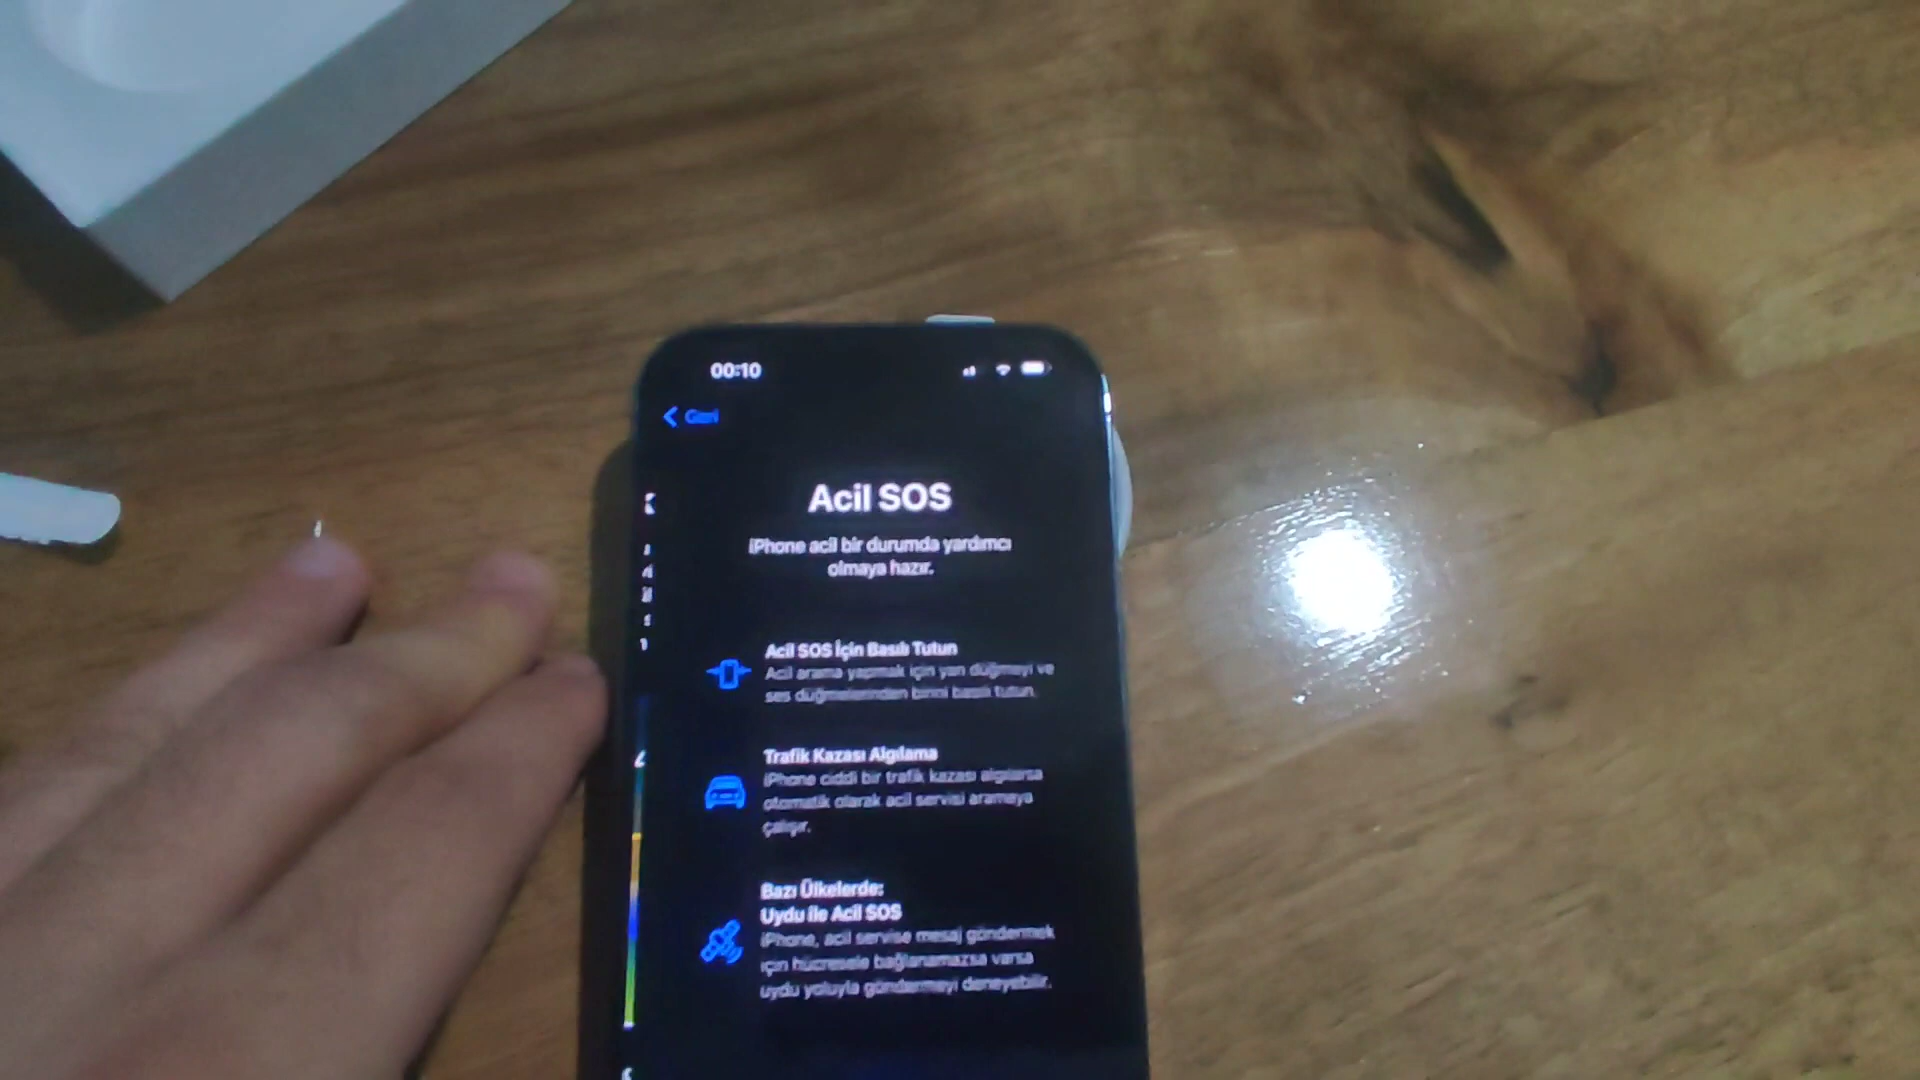 00:10
Geri
Acil SOS
iPhone acil bir durumda yardımcı
olmaya hazır.
Acil SOS İçin Basılı Tutun
Acil arama yapmak için yan düğmeyi ve
ses düğmelerinden birini basılı tutun.
Trafik Kazası Algılama
iPhone ciddi bir trafik kazası algılarsa
otomatik olarak acil servisi aramaya
çalışır.
Bazı Ülkelerde:
Uydu ile Acil SOS
iPhone, acil servise mesaj göndermek
için hücresele bağlanamazsa varsa
uydu yoluyla göndermeyi deneyebilir.